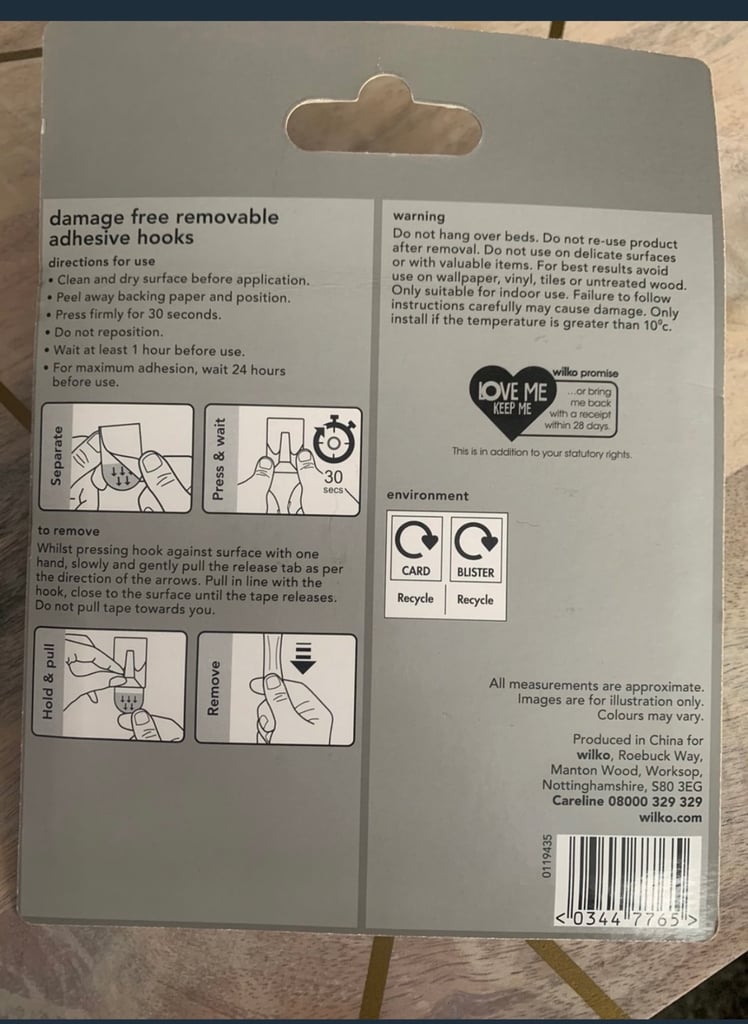 damage free removable
adhesive hooks
directions for use
• Clean and dry surface before application.
• Peel away backing paper and position.
• Press firmly for 30 seconds.
• Do not reposition.
• Wait at least 1 hour before use.
• For maximum adhesion, wait 24 hours
before use.
Separate
Press & wait
30
secs
to remove
Whilst pressing hook against surface with one
hand, slowly and gently pull the release tab as per
the direction of the arrows. Pull in line with the
hook, close to the surface until the tape releases.
Do not pull tape towards you.
Hold & pull
Remove
warning
Do not hang over beds. Do not re-use product
after removal. Do not use on delicate surfaces
or with valuable items. For best results avoid
use on wallpaper, vinyl, tiles or untreated wood.
Only suitable for indoor use. Failure to follow
instructions carefully may cause damage. Only
install if the temperature is greater than 10°c.
LOVE ME
KEEP ME
wilko promise
...or bring
me back
with a receipt
within 28 days.
This is in addition to your statutory rights.
environment
CARD
BLISTER
Recycle
Recycle
All measurements are approximate.
Images are for illustration only.
Colours may vary.
Produced in China for
wilko, Roebuck Way,
Manton Wood, Worksop,
Nottinghamshire, S80 3EG
Careline 08000 329 329
wilko.com
0119435
<0344 7765>